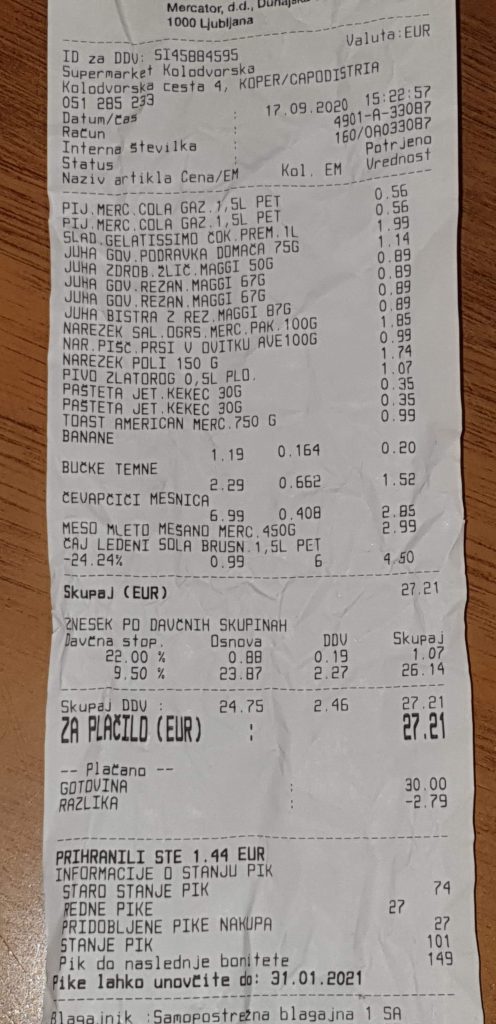 Mercator, d.d., Dunajska
1000 Ljubljana
Valuta:EUR
ID za DDV: SI45884595
Supermarket Kolodvorska
Kolodvorska cesta 4, KOPER/CAPODISTRIA
051 285 233
Datum/čas : 17.09.2020 15:22:57
Račun : 4901-A-33087
Interna številka : 160/OA033087
Status : Potrjeno
Naziv artikla Cena/EM Kol. EM Vrednost
PIJ.MERC.COLA GAZ.1,5L PET 0.56
PIJ.MERC.COLA GAZ.1,5L PET 0.56
SLAD.GELATISSIMO ČOK.PREM.1L 1.99
JUHA GOV.PODRAVKA DOMAČA 75G 1.14
JUHA ZDROB.ŽLIČ.MAGGI 50G 0.89
JUHA GOV.REZAN.MAGGI 67G 0.89
JUHA GOV.REZAN.MAGGI 67G 0.89
JUHA BISTRA Z REZ.MAGGI 87G 0.89
NAREZEK SAL.OGRS.MERC.PAK.100G 1.85
NAR.PIŠČ.PRSI V OVITKU AVE100G 0.99
NAREZEK POLI 150 G 1.74
PIVO ZLATOROG 0,5L PLO. 1.07
PAŠTETA JET.KEKEC 30G 0.35
PAŠTETA JET.KEKEC 30G 0.35
TOAST AMERICAN MERC.750 G 0.99
BANANE
1.19 0.164 0.20
BUČKE TEMNE
2.29 0.662 1.52
ČEVAPČIČI MESNICA
6.99 0.408 2.85
MESO MLETO MEŠANO MERC.450G 2.99
ČAJ LEDENI SOLA BRUSN.1,5L PET
-24.24% 0.99 6 4.50
Skupaj (EUR) 27.21
ZNESEK PO DAVČNIH SKUPINAH
Davčna stop. Osnova DDV Skupaj
22.00 % 0.88 0.19 1.07
9.50 % 23.87 2.27 26.14
Skupaj DDV : 24.75 2.46 27.21
ZA PLAČILO (EUR) : 27.21
-- Plačano --
GOTOVINA : 30.00
RAZLIKA : -2.79
PRIHRANILI STE 1.44 EUR
INFORMACIJE O STANJU PIK
STARO STANJE PIK 74
REDNE PIKE 27
PRIDOBLJENE PIKE NAKUPA 27
STANJE PIK 101
Pik do naslednje bonitete 149
Pike lahko unovčite do: 31.01.2021
Blagajnik :Samopostrežna blagajna 1 SA